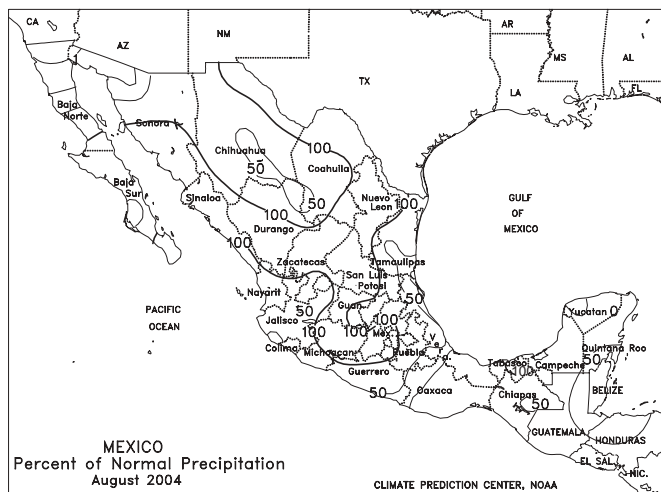 CA
AZ
NM
AR
MS
AL
TX
LA
FL
1
Baja
Norte
Sonora
100
Chihuahua
50
Coahuila
Baja
Sur
Sinaloa
50
Nuevo
Leon
100
GULF
OF
MEXICO
100
Durango
100
Zacatecas
Tamaulipas
San Luis
Potosi
Nayarit
50
50
Guan
PACIFIC
OCEAN
Jalisco
100
100
100
Mex.
Yucatan 0
Colima
Michoacan
Puebla
Quintana Roo
Tabasco
100
Campeche
50
Guerrero
50
Oaxaca
Chiapas
50
BELIZE
GUATEMALA
HONDURAS
EL SAL.
NIC.
MEXICO
Percent of Normal Precipitation
August 2004
CLIMATE PREDICTION CENTER, NOAA